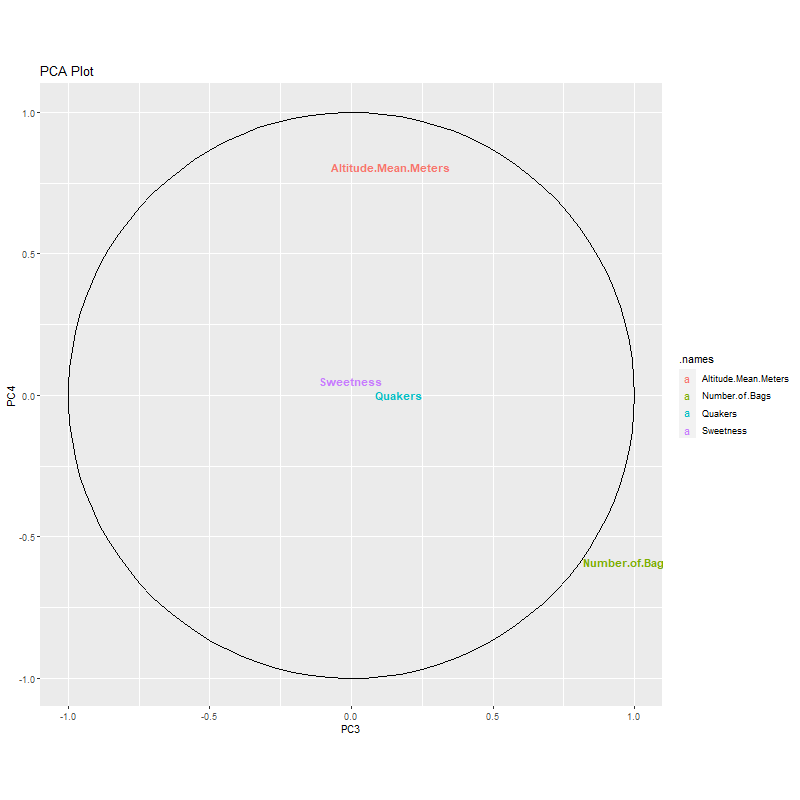 PCA Plot
1.0
0.5
0.0
-0.5
-1.0
PC4
Altitude.Mean.Meters
Sweetness
Quakers
Number.of.Bag
-1.0
-0.5
0.0
0.5
1.0
PC3
.names
a Altitude.Mean.Meters
a Number.of.Bags
a Quakers
a Sweetness